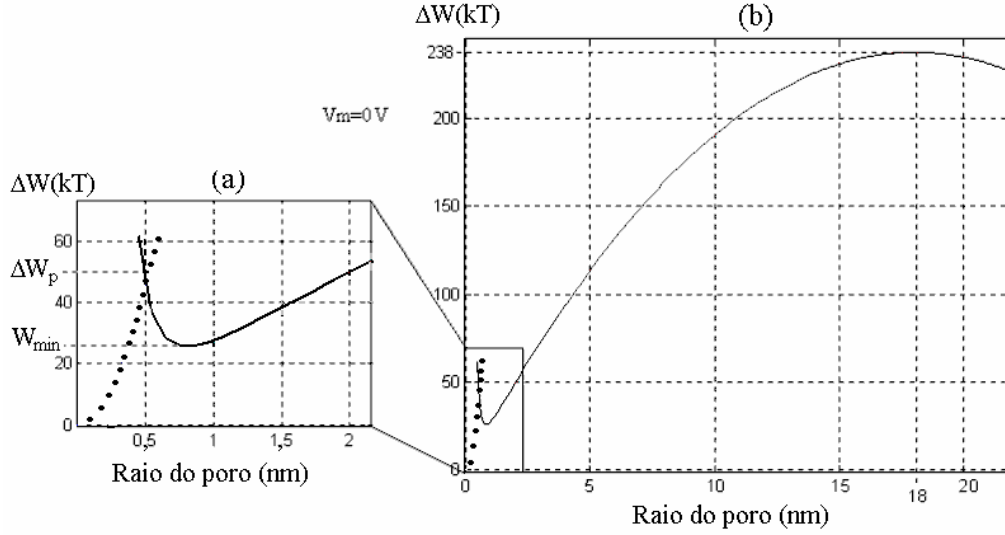 ΔW(kT)
(b)
238
200
150
100
50
0
0
5
10
15
18
20
Raio do poro (nm)
Vm=0 V
ΔW(kT)
(a)
60
ΔWp
40
Wmin
20
0
0,5
1
1,5
2
Raio do poro (nm)